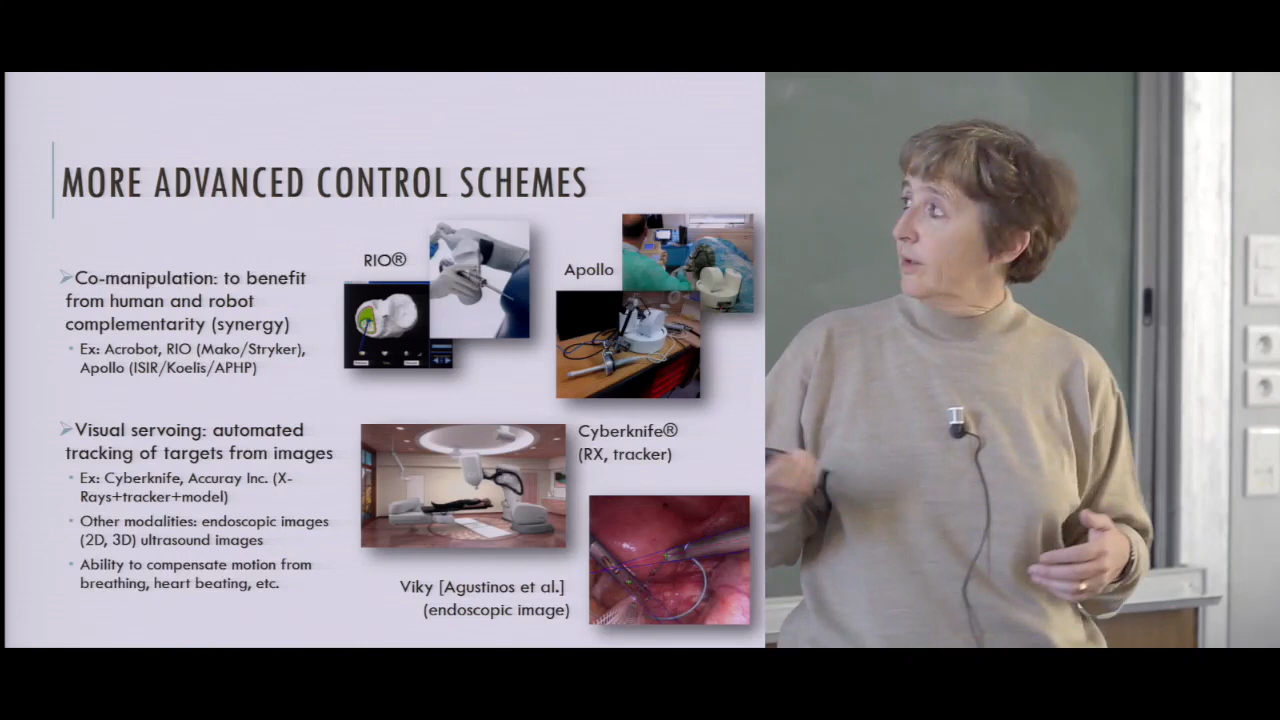 MORE ADVANCED CONTROL SCHEMES
Co-manipulation: to benefit
from human and robot
complementarity (synergy)
Ex: Acrobot, RIO (Mako/Stryker),
Apollo (ISIR/Koelis/APHP)
RIO®
Apollo
Visual servoing: automated
tracking of targets from images
Ex: Cyberknife, Accuray Inc. (X-
Rays+tracker+model)
Other modalities: endoscopic images
(2D, 3D) ultrasound images
Ability to compensate motion from
breathing, heart beating, etc.
Cyberknife®
(RX, tracker)
Viky [Agustinos et al.]
(endoscopic image)